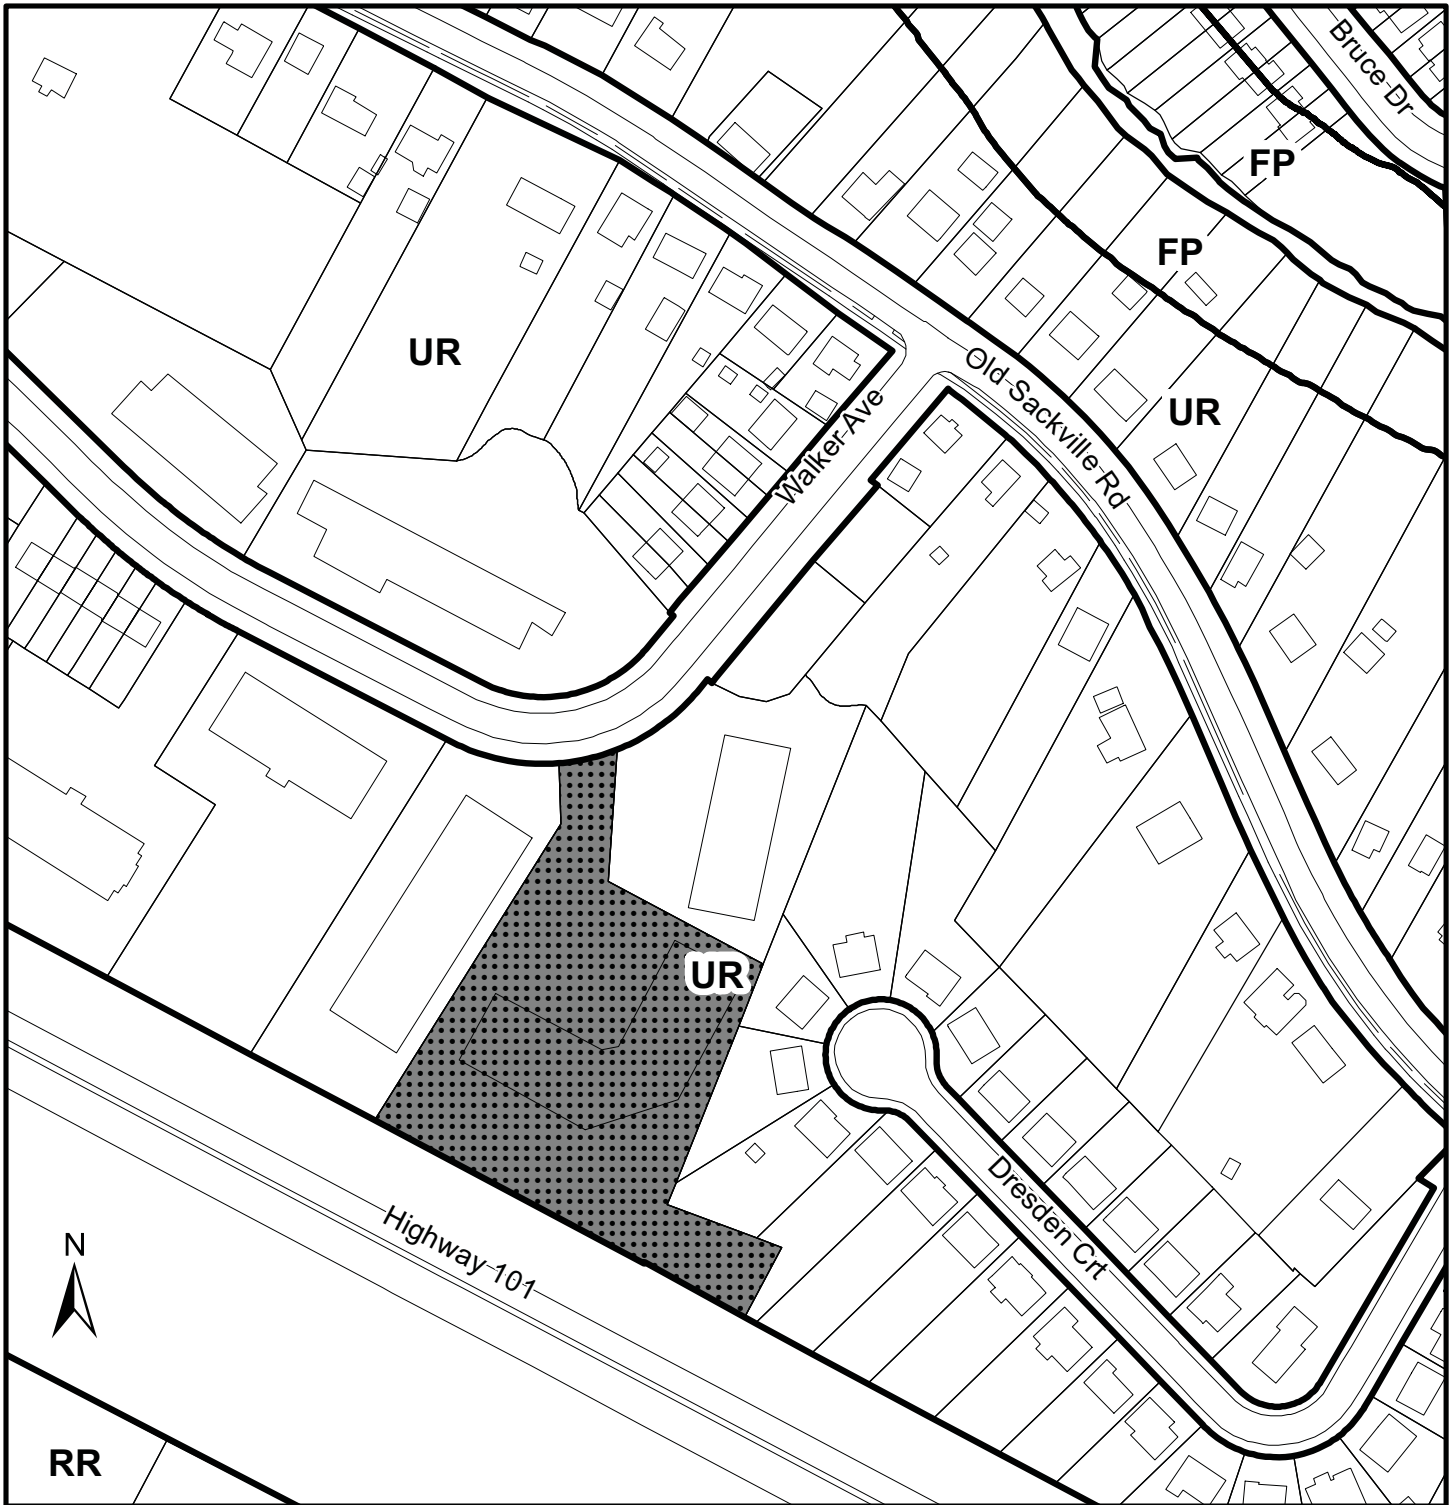 Bruce Dr
FP
FP
UR
Old Sackville Rd
UR
Walker Ave
UR
Dresden Crt
Highway 101
N
RR